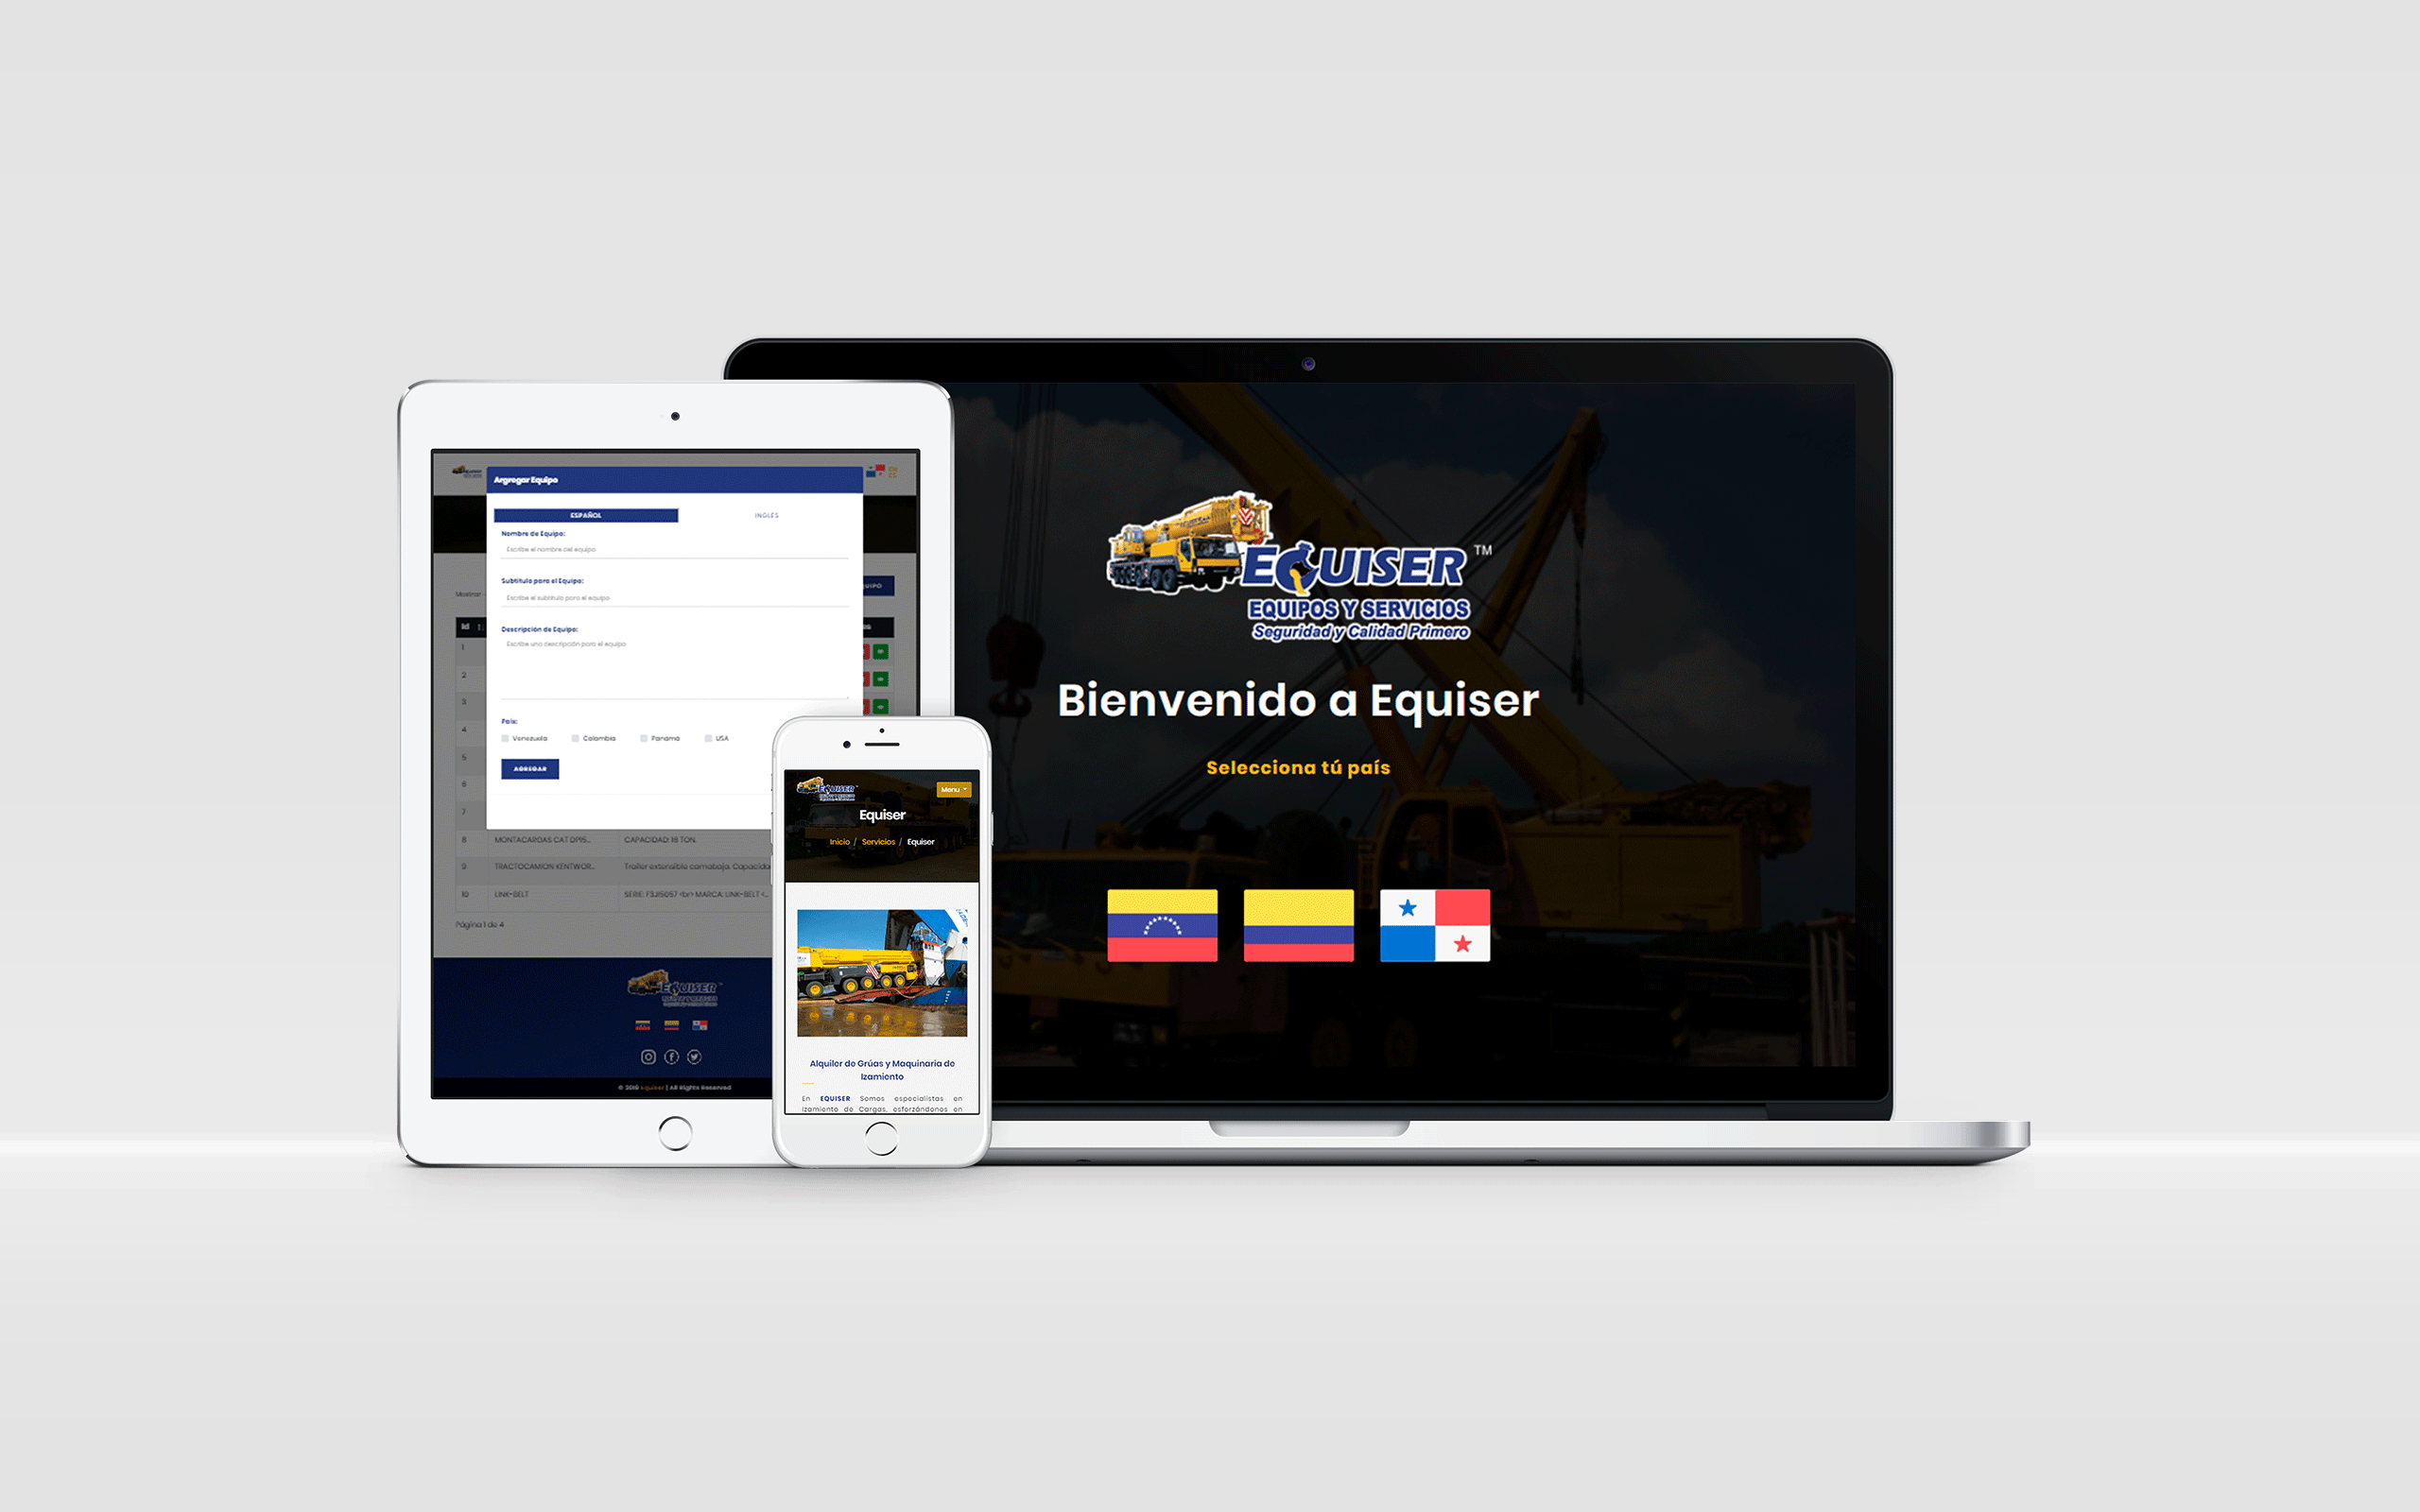 Argregar Equipo
ESPAÑOL
INGLES
Nombre de Equipo:
Escribe el nombre del equipo
Subtitulo para el Equipo:
Escribe el subtitulo para el equipo
Descripción de Equipo:
Escribe una descripción para el equipo
País:
Venezuela
Colombia
Panama
USA
AGREGAR
Mostrar
Id
1
2
3
4
5
6
7
8 MONTACARGAS CAT DP15... CAPACIDAD: 18 TON.
9 TRACTOCAMION KENTWOR... Trailer extensible camabaja.
10 LINK-BELT SERIE: F3JI5057 <br> MARCA: LINK-BELT <...
Página 1 de 4
EQUISER
© 2019 equiser | All Rights Reserved
EQUISER
Menu
Equiser
Inicio / Servicios / Equiser
Alquiler de Grúas y Maquinaria de
Izamiento
En EQUISER Somos especialistas en
Izamiento de Cargas, esforzándonos en
EQUISER TM
EQUIPOS Y SERVICIOS
Seguridad y Calidad Primero
Bienvenido a Equiser
Selecciona tú país